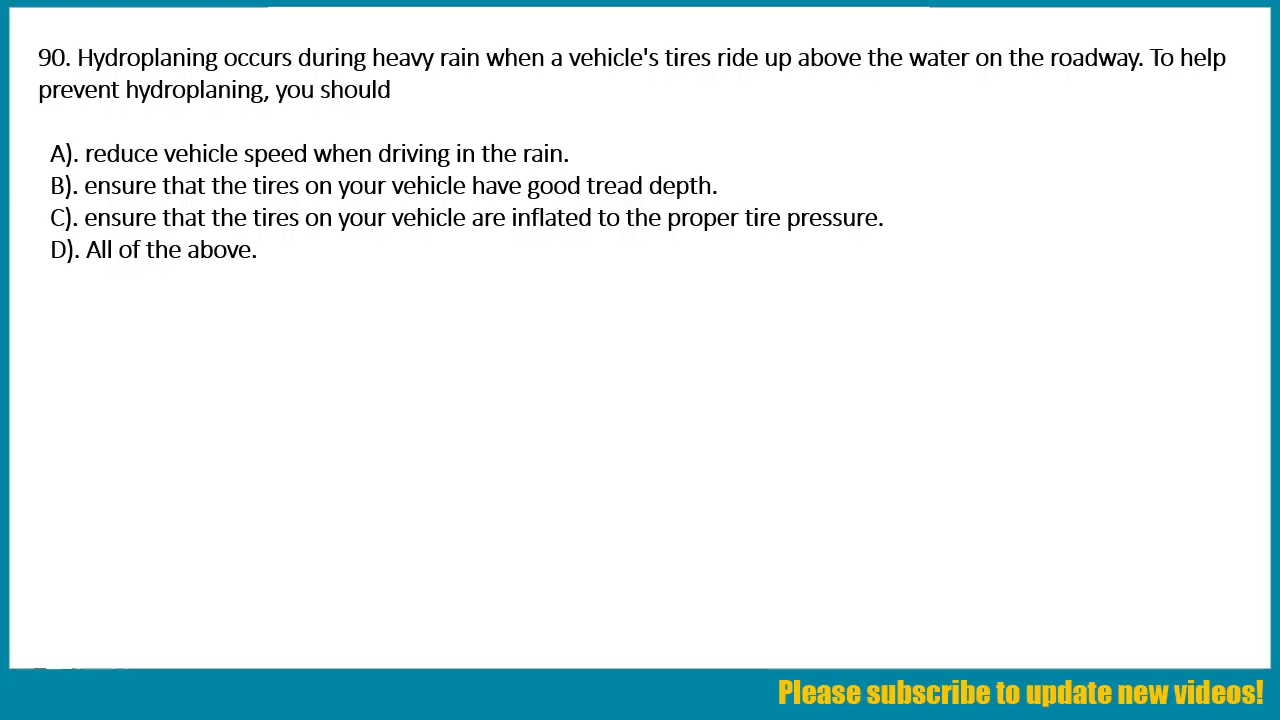 90. Hydroplaning occurs during heavy rain when a vehicle's tires ride up above the water on the roadway. To help
prevent hydroplaning, you should
A). reduce vehicle speed when driving in the rain.
B). ensure that the tires on your vehicle have good tread depth.
C). ensure that the tires on your vehicle are inflated to the proper tire pressure.
D). All of the above.
Please subscribe to update new videos!